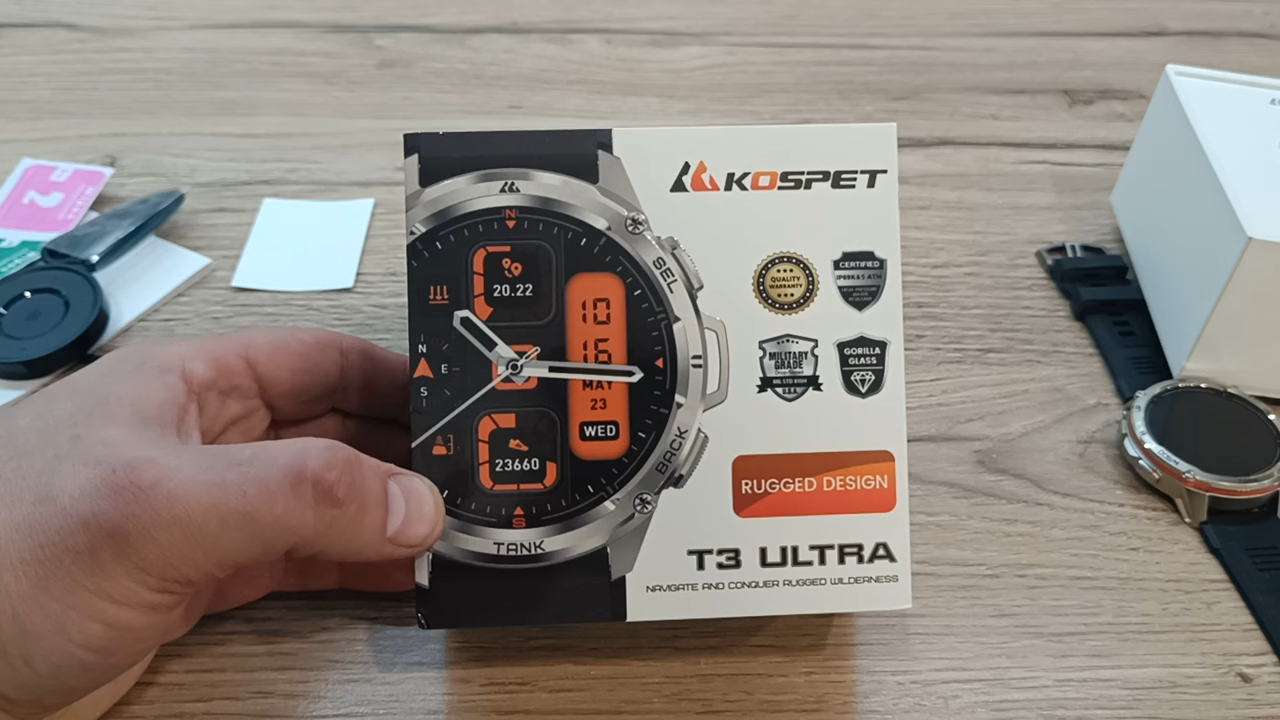 KOSPET
QUALITY
WARRANTY
CERTIFIED
IP69K & 5 ATM
MILITARY
GRADE
GORILLA
GLASS
RUGGED DESIGN
T3 ULTRA
NAVIGATE AND CONQUER RUGGED WILDERNESS
N
20.22
SEL
10
16
MAY
23
WED
N
E
S
23660
BACK
S
TANK
2